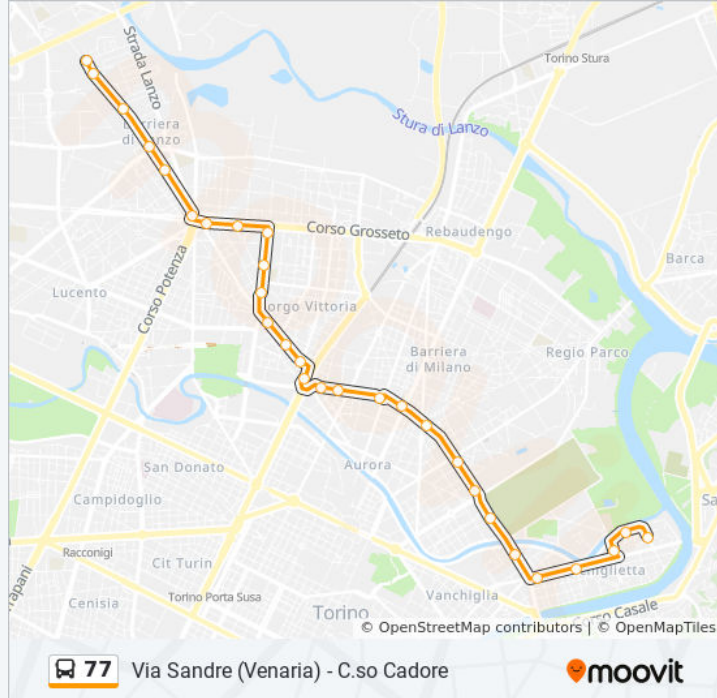 Strada Lanzo
Torino Stura
Stura di Lanzo
Barriera
di Lanzo
Corso Grosseto
Rebaudengo
Barca
Corso Potenza
Lucento
Borgo Vittoria
Barriera
di Milano
Regio Parco
San Donato
Aurora
Campidoglio
Racconigi
Cit Turin
Vanchiglia
Torino Porta Susa
Cenisia
Torino
Corso Casale
© OpenStreetMap contributors | © OpenMapTiles
77 Via Sandre (Venaria) - C.so Cadore
moovit